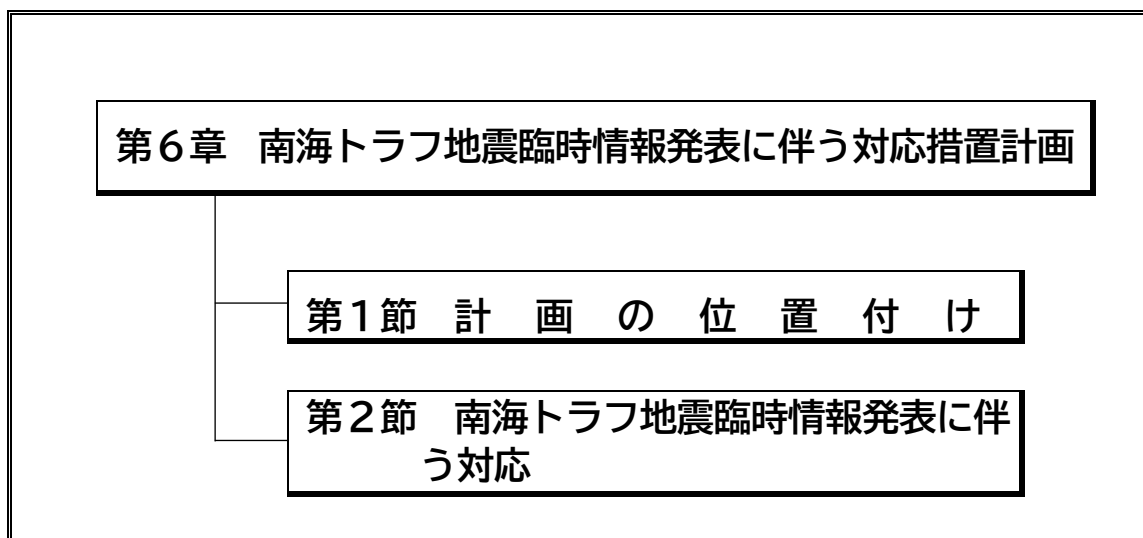 第６章　南海トラフ地震臨時情報発表に伴う対応措置計画
第１節　計　画　の　位　置　付　け
第２節　南海トラフ地震臨時情報発表に伴
う対応